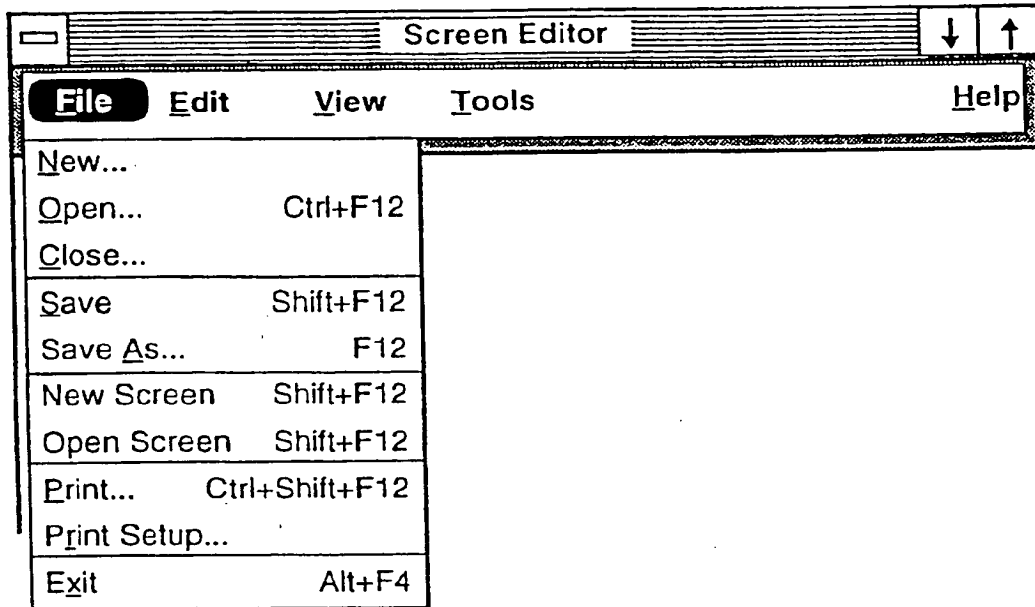 Screen Editor
File Edit View Tools Help
New...
Open... Ctrl+F12
Close...
Save Shift+F12
Save As... F12
New Screen Shift+F12
Open Screen Shift+F12
Print... Ctrl+Shift+F12
Print Setup...
Exit Alt+F4